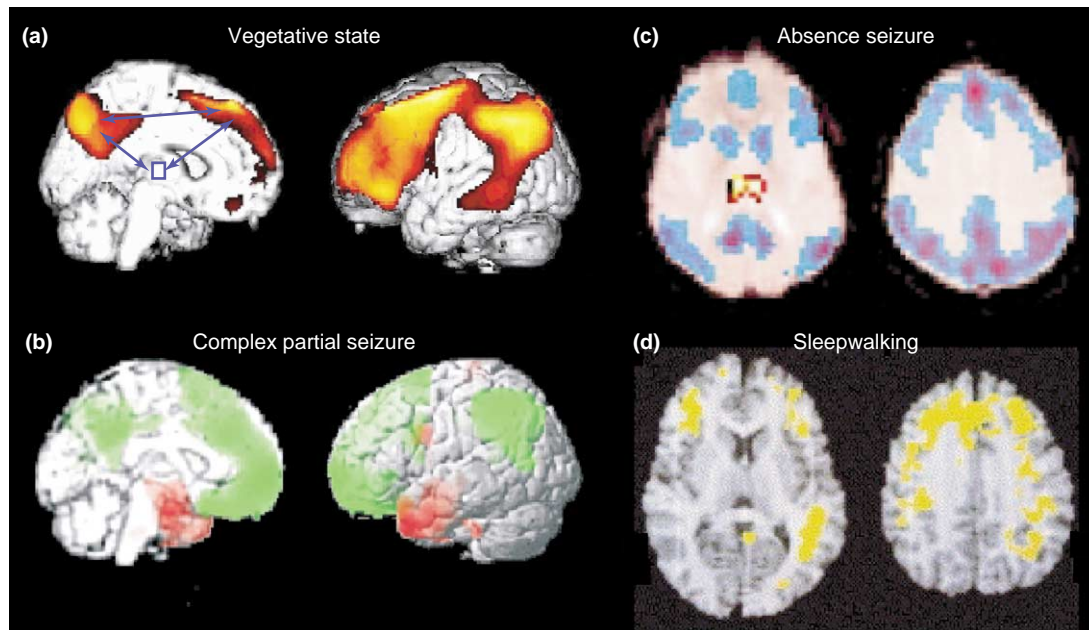 (a) Vegetative state
(c) Absence seizure
(b) Complex partial seizure
(d) Sleepwalking